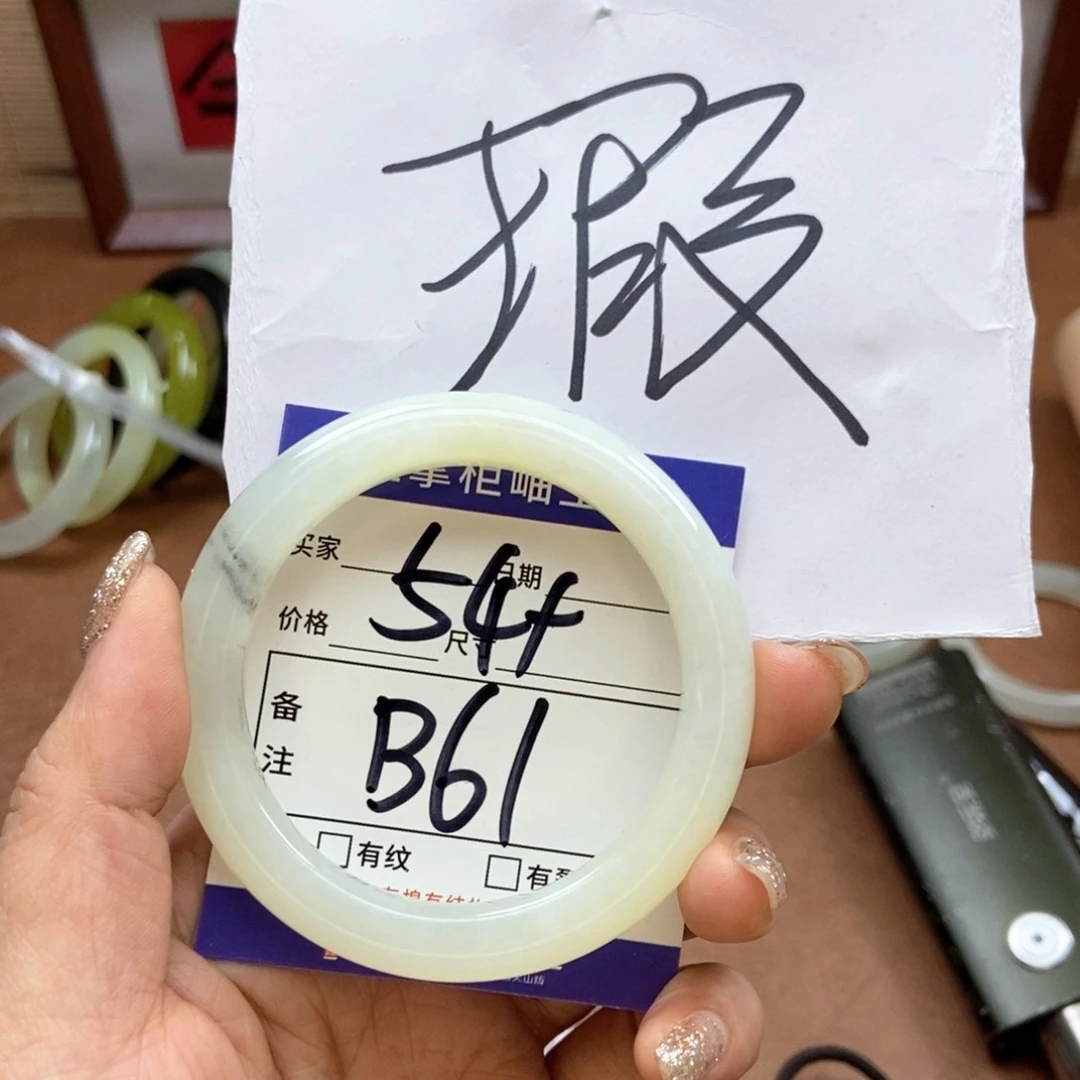 瑕
掌柜岫玉
买家 日期
54+
价格 尺寸
备注
B61
有纹 有